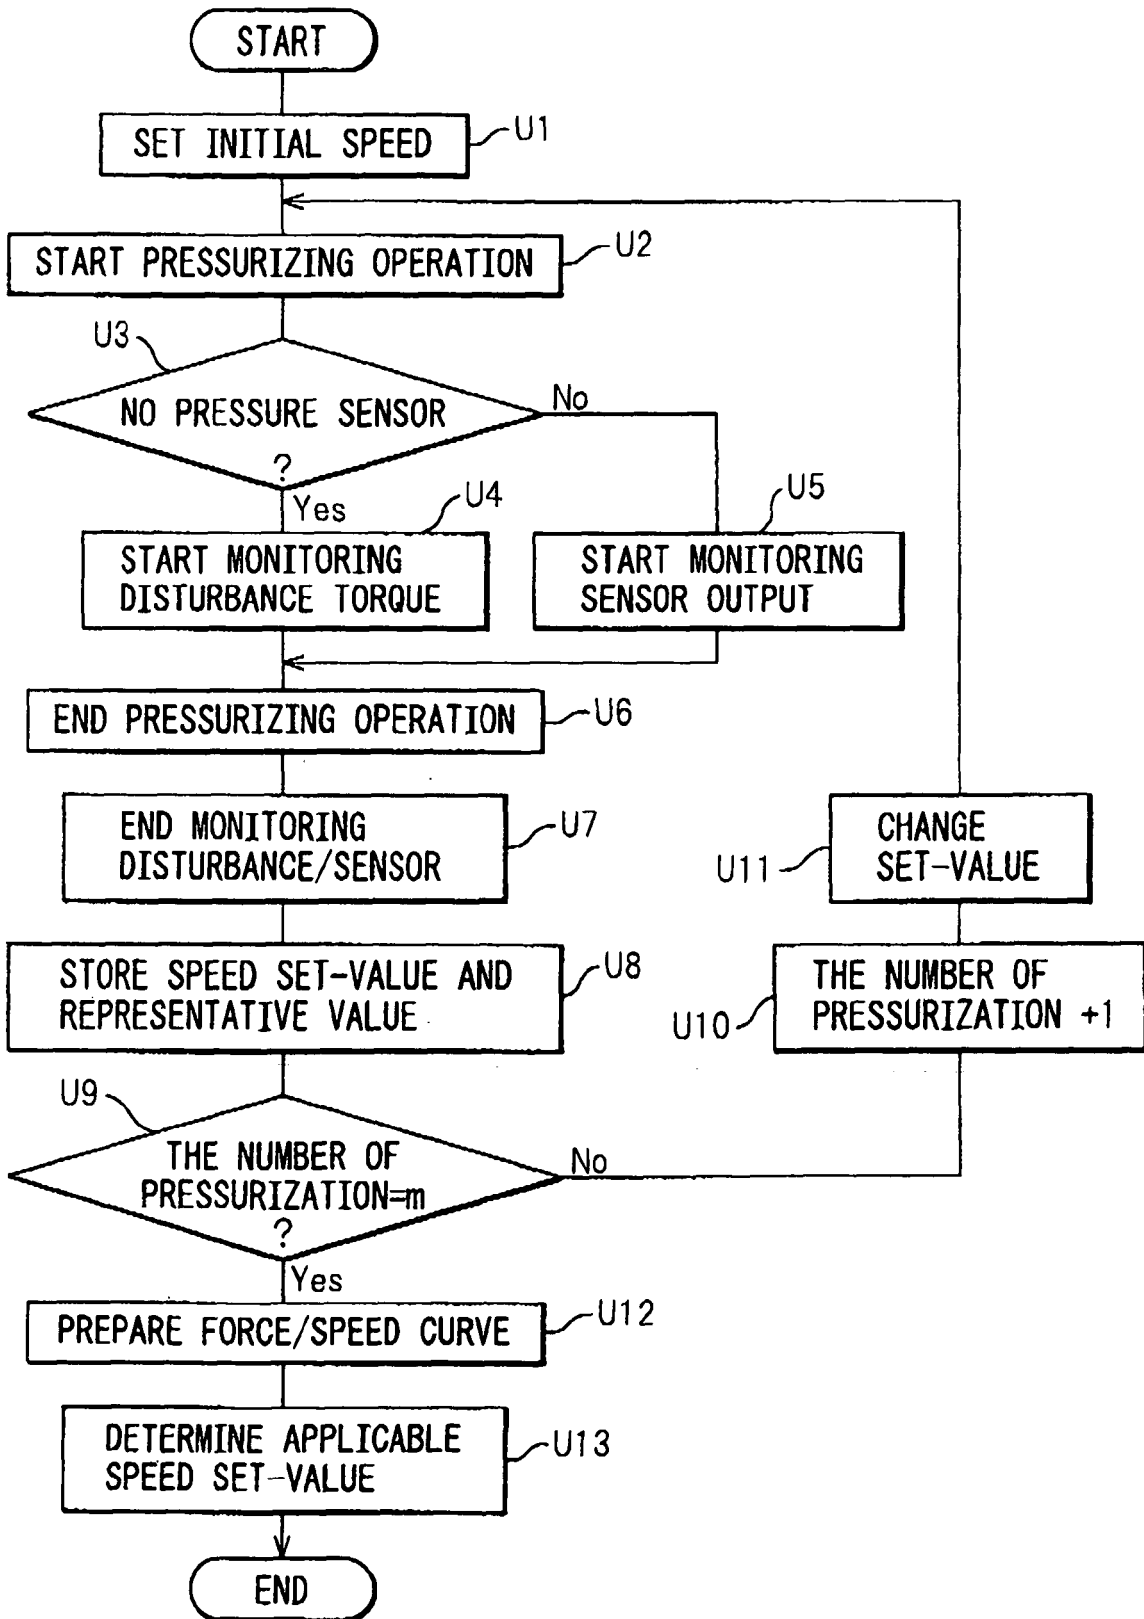 START
SET INITIAL SPEED
U1
START PRESSURIZING OPERATION
U2
U3
NO PRESSURE SENSOR
?
No
Yes
U4
START MONITORING
DISTURBANCE TORQUE
U5
START MONITORING
SENSOR OUTPUT
END PRESSURIZING OPERATION
U6
END MONITORING
DISTURBANCE/SENSOR
U7
CHANGE
SET-VALUE
U11
STORE SPEED SET-VALUE AND
REPRESENTATIVE VALUE
U8
THE NUMBER OF
PRESSURIZATION +1
U10
U9
THE NUMBER OF
PRESSURIZATION=m
?
No
Yes
PREPARE FORCE/SPEED CURVE
U12
DETERMINE APPLICABLE
SPEED SET-VALUE
U13
END